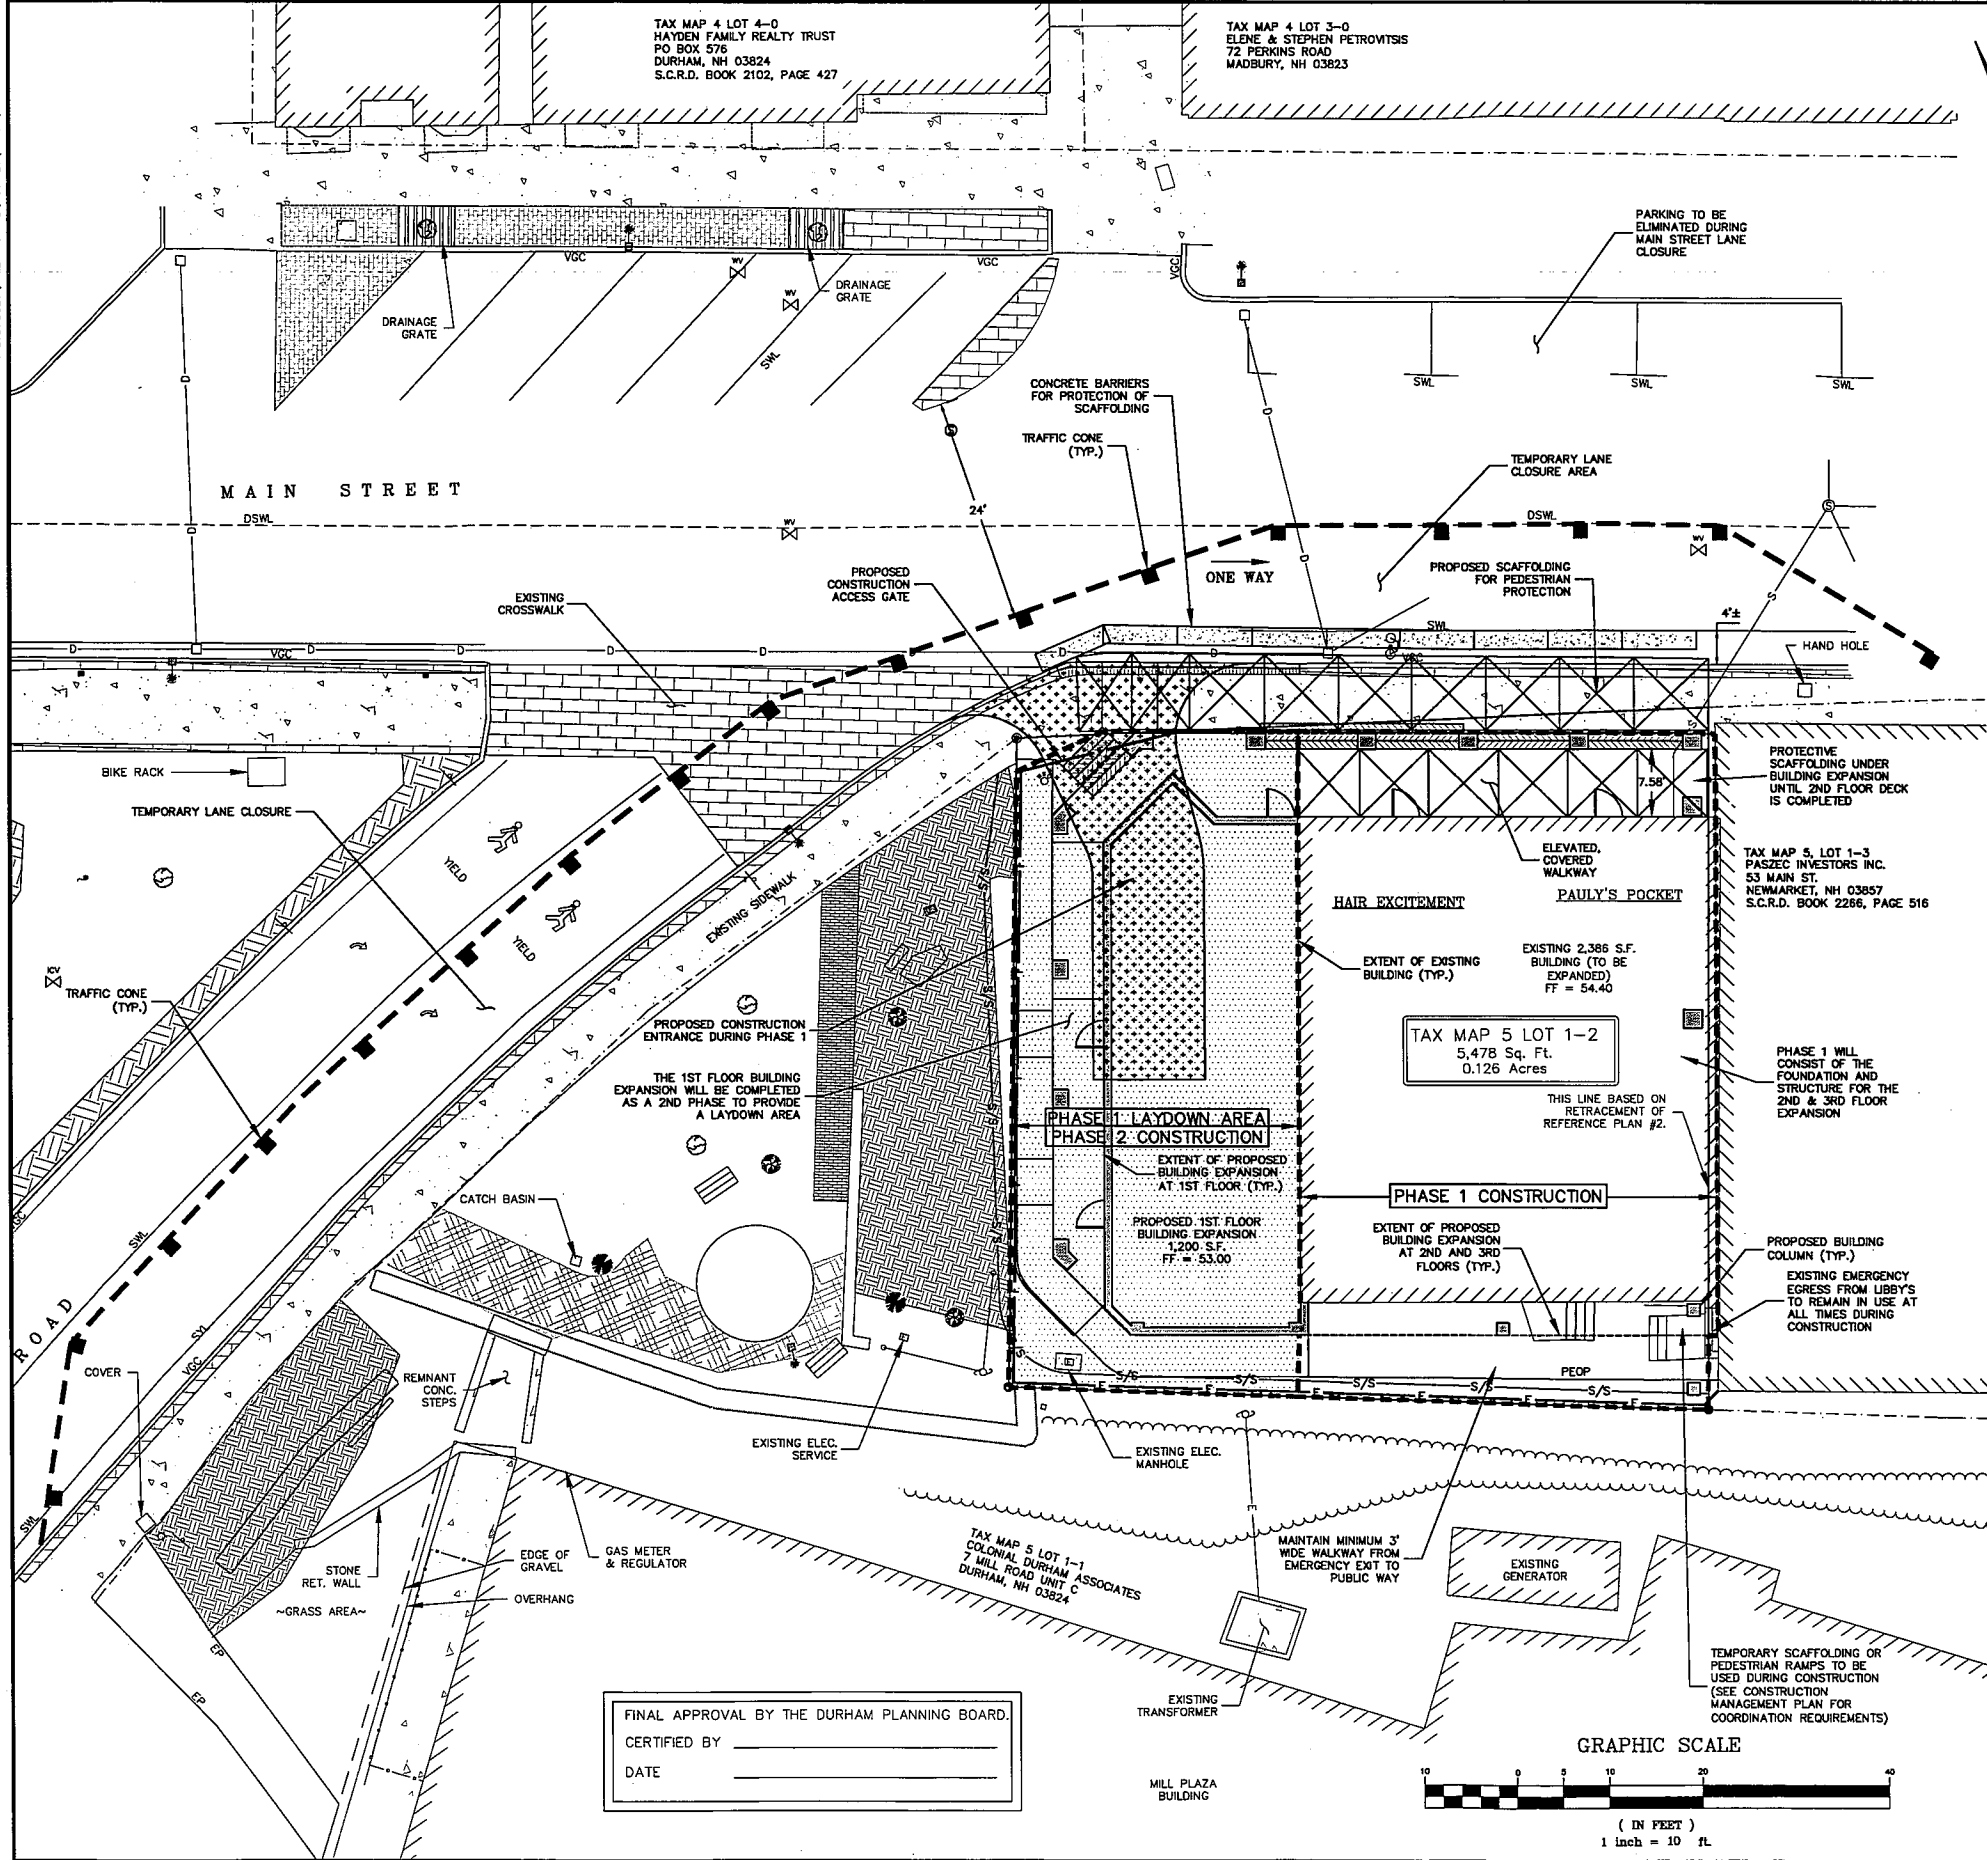 TAX MAP 4 LOT 4-0
HAYDEN FAMILY REALTY TRUST
PO BOX 576
DURHAM, NH 03824
S.C.R.D. BOOK 2102, PAGE 427
TAX MAP 4 LOT 3-0
ELENE & STEPHEN PETROVITSIS
72 PERKINS ROAD
MADBURY, NH 03823
PARKING TO BE
ELIMINATED DURING
MAIN STREET LANE
CLOSURE
VGC
VGC
VGC
WV
WV
DRAINAGE
GRATE
DRAINAGE
GRATE
SWL
SWL
SWL
SWL
D
D
CONCRETE BARRIERS
FOR PROTECTION OF
SCAFFOLDING
TRAFFIC CONE
(TYP.)
S
TEMPORARY LANE
CLOSURE AREA
MAIN STREET
DSWL
24'
WV
DSWL
S
WV
D
D
ONE WAY
PROPOSED
CONSTRUCTION
ACCESS GATE
PROPOSED SCAFFOLDING
FOR PEDESTRIAN
PROTECTION
EXISTING
CROSSWALK
S
4'±
SWL
HAND HOLE
D
VGC
D
D
D
D
D
D
VGC
S
BIKE RACK
7.58'
PROTECTIVE
SCAFFOLDING UNDER
BUILDING EXPANSION
UNTIL 2ND FLOOR DECK
IS COMPLETED
TEMPORARY LANE CLOSURE
YIELD
YIELD
ELEVATED,
COVERED
WALKWAY
TAX MAP 5, LOT 1-3
PASZEC INVESTORS INC.
53 MAIN ST.
NEWMARKET, NH 03857
S.C.R.D. BOOK 2266, PAGE 516
EXISTING SIDEWALK
HAIR EXCITEMENT
PAULY'S POCKET
S/S
EXISTING 2,386 S.F.
BUILDING (TO BE
EXPANDED)
FF = 54.40
EXTENT OF EXISTING
BUILDING (TYP.)
ICV
TRAFFIC CONE
(TYP.)
S/S
PROPOSED CONSTRUCTION
ENTRANCE DURING PHASE 1
TAX MAP 5 LOT 1-2
5,478 Sq. Ft.
0.126 Acres
PHASE 1 WILL
CONSIST OF THE
FOUNDATION AND
STRUCTURE FOR THE
2ND & 3RD FLOOR
EXPANSION
THE 1ST FLOOR BUILDING
EXPANSION WILL BE COMPLETED
AS A 2ND PHASE TO PROVIDE
A LAYDOWN AREA
S/S
THIS LINE BASED ON
RETRACEMENT OF
REFERENCE PLAN #2.
PHASE 1 LAYDOWN AREA
PHASE 2 CONSTRUCTION
EXTENT OF PROPOSED
BUILDING EXPANSION
AT 1ST FLOOR (TYP.)
PHASE 1 CONSTRUCTION
CATCH BASIN
VGC
SWL
S/S
PROPOSED 1ST FLOOR
BUILDING EXPANSION
1,200 S.F.
FF = 53.00
EXTENT OF PROPOSED
BUILDING EXPANSION
AT 2ND AND 3RD
FLOORS (TYP.)
PROPOSED BUILDING
COLUMN (TYP.)
EXISTING EMERGENCY
EGRESS FROM LIBBY'S
TO REMAIN IN USE AT
ALL TIMES DURING
CONSTRUCTION
ROAD
SYL
VGC
COVER
REMNANT
CONC.
STEPS
S
S/S
S/S
S/S
S/S
S/S
PEOP
E
E
E
E
E
EXISTING ELEC.
SERVICE
EXISTING ELEC.
MANHOLE
SWL
E
STONE
RET. WALL
EDGE OF
GRAVEL
GAS METER
& REGULATOR
TAX MAP 5 LOT 1-1
COLONIAL DURHAM ASSOCIATES
7 MILL ROAD UNIT C
DURHAM, NH 03824
MAINTAIN MINIMUM 3'
WIDE WALKWAY FROM
EMERGENCY EXIT TO
PUBLIC WAY
EXISTING
GENERATOR
~GRASS AREA~
OVERHANG
EP
EP
TEMPORARY SCAFFOLDING OR
PEDESTRIAN RAMPS TO BE
USED DURING CONSTRUCTION
(SEE CONSTRUCTION
MANAGEMENT PLAN FOR
COORDINATION REQUIREMENTS)
EXISTING
TRANSFORMER
FINAL APPROVAL BY THE DURHAM PLANNING BOARD.
CERTIFIED BY
DATE
MILL PLAZA
BUILDING
GRAPHIC SCALE
10 0 5 10 20 40
( IN FEET )
1 inch = 10 ft.